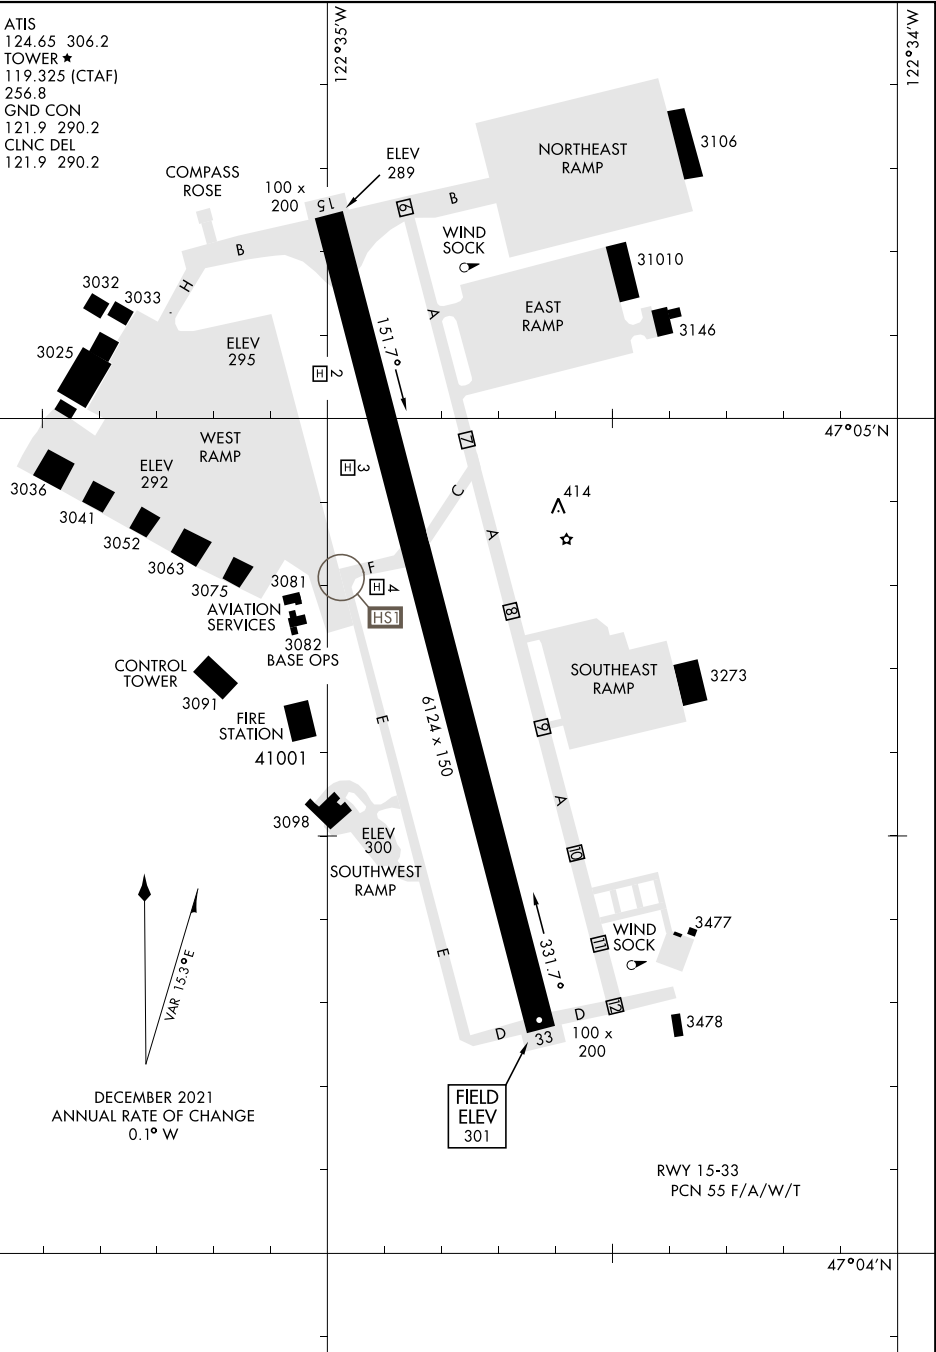 ATIS
124.65 306.2
TOWER ★
119.325 (CTAF)
256.8
GND CON
121.9 290.2
CLNC DEL
121.9 290.2
122°35'W
122°34'W
COMPASS
ROSE
100 x
200
ELEV
289
15
B
B
6
NORTHEAST
RAMP
3106
WIND
SOCK
31010
H
3032
3033
3025
ELEV
295
A
EAST
RAMP
3146
151.7°
H 2
47°05'N
WEST
RAMP
ELEV
292
H 3
7
C
A
414
3036
3041
3052
3063
3075
3081
F
H 4
HS1
AVIATION
SERVICES
3082
BASE OPS
8
CONTROL
TOWER
3091
SOUTHEAST
RAMP
3273
FIRE
STATION
41001
E
6124 x 150
9
A
3098
ELEV
300
SOUTHWEST
RAMP
10
E
331.7°
11
WIND
SOCK
3477
VAR 15.3°E
12
D
D
33
100 x
200
3478
FIELD
ELEV
301
DECEMBER 2021
ANNUAL RATE OF CHANGE
0.1° W
RWY 15-33
PCN 55 F/A/W/T
47°04'N